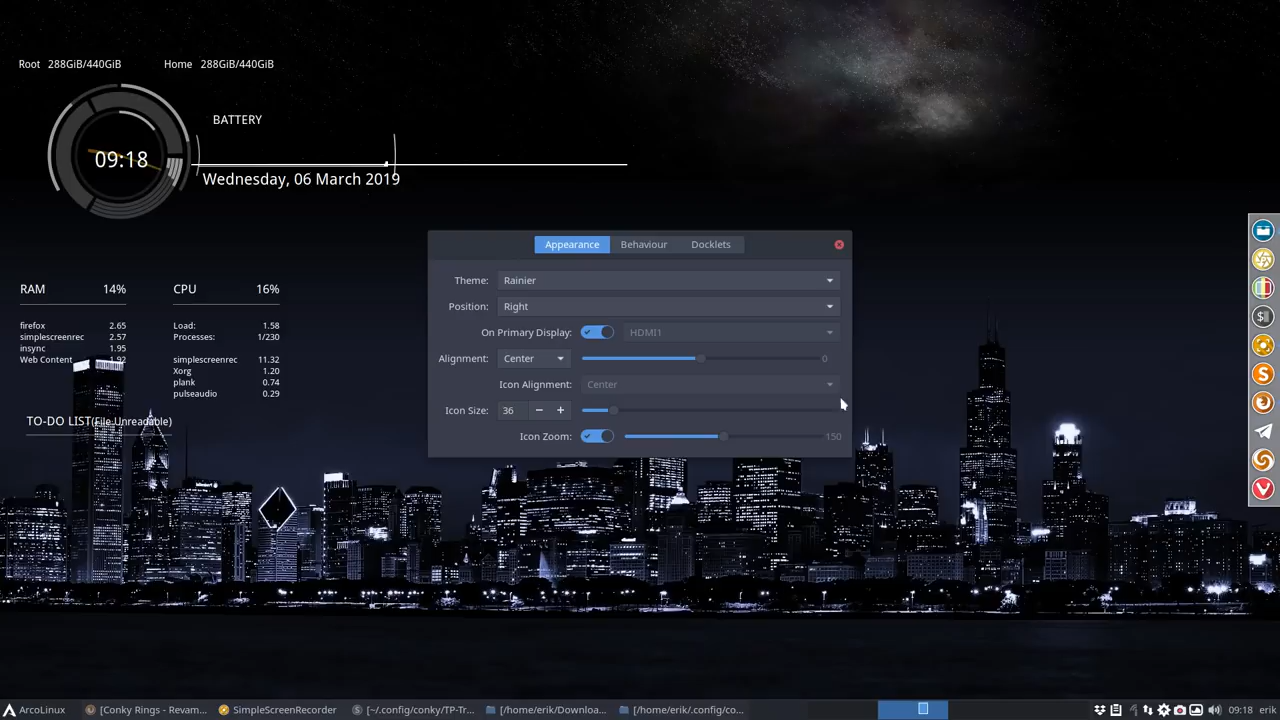 Root 288GiB/440GiB Home 288GiB/440GiB
BATTERY
09:18
Wednesday, 06 March 2019
RAM 14% CPU 16%
firefox 2.65 Load: 1.58
simplescreenrec 2.57 Processes: 1/230
insync 1.95
Web Content 1.92 simplescreenrec 11.32
Xorg 1.20
plank 0.74
pulseaudio 0.29
TO-DO LIST(File Unreadable)
Appearance Behaviour Docklets
Theme: Rainier
Position: Right
On Primary Display: HDMI1
Alignment: Center 0
Icon Alignment: Center
Icon Size: 36 − +
Icon Zoom: 150
ArcoLinux [Conky Rings - Revam... SimpleScreenRecorder [~/.config/conky/TP-Tr... [/home/erik/Downloa... [/home/erik/.config/co... 09:18 erik